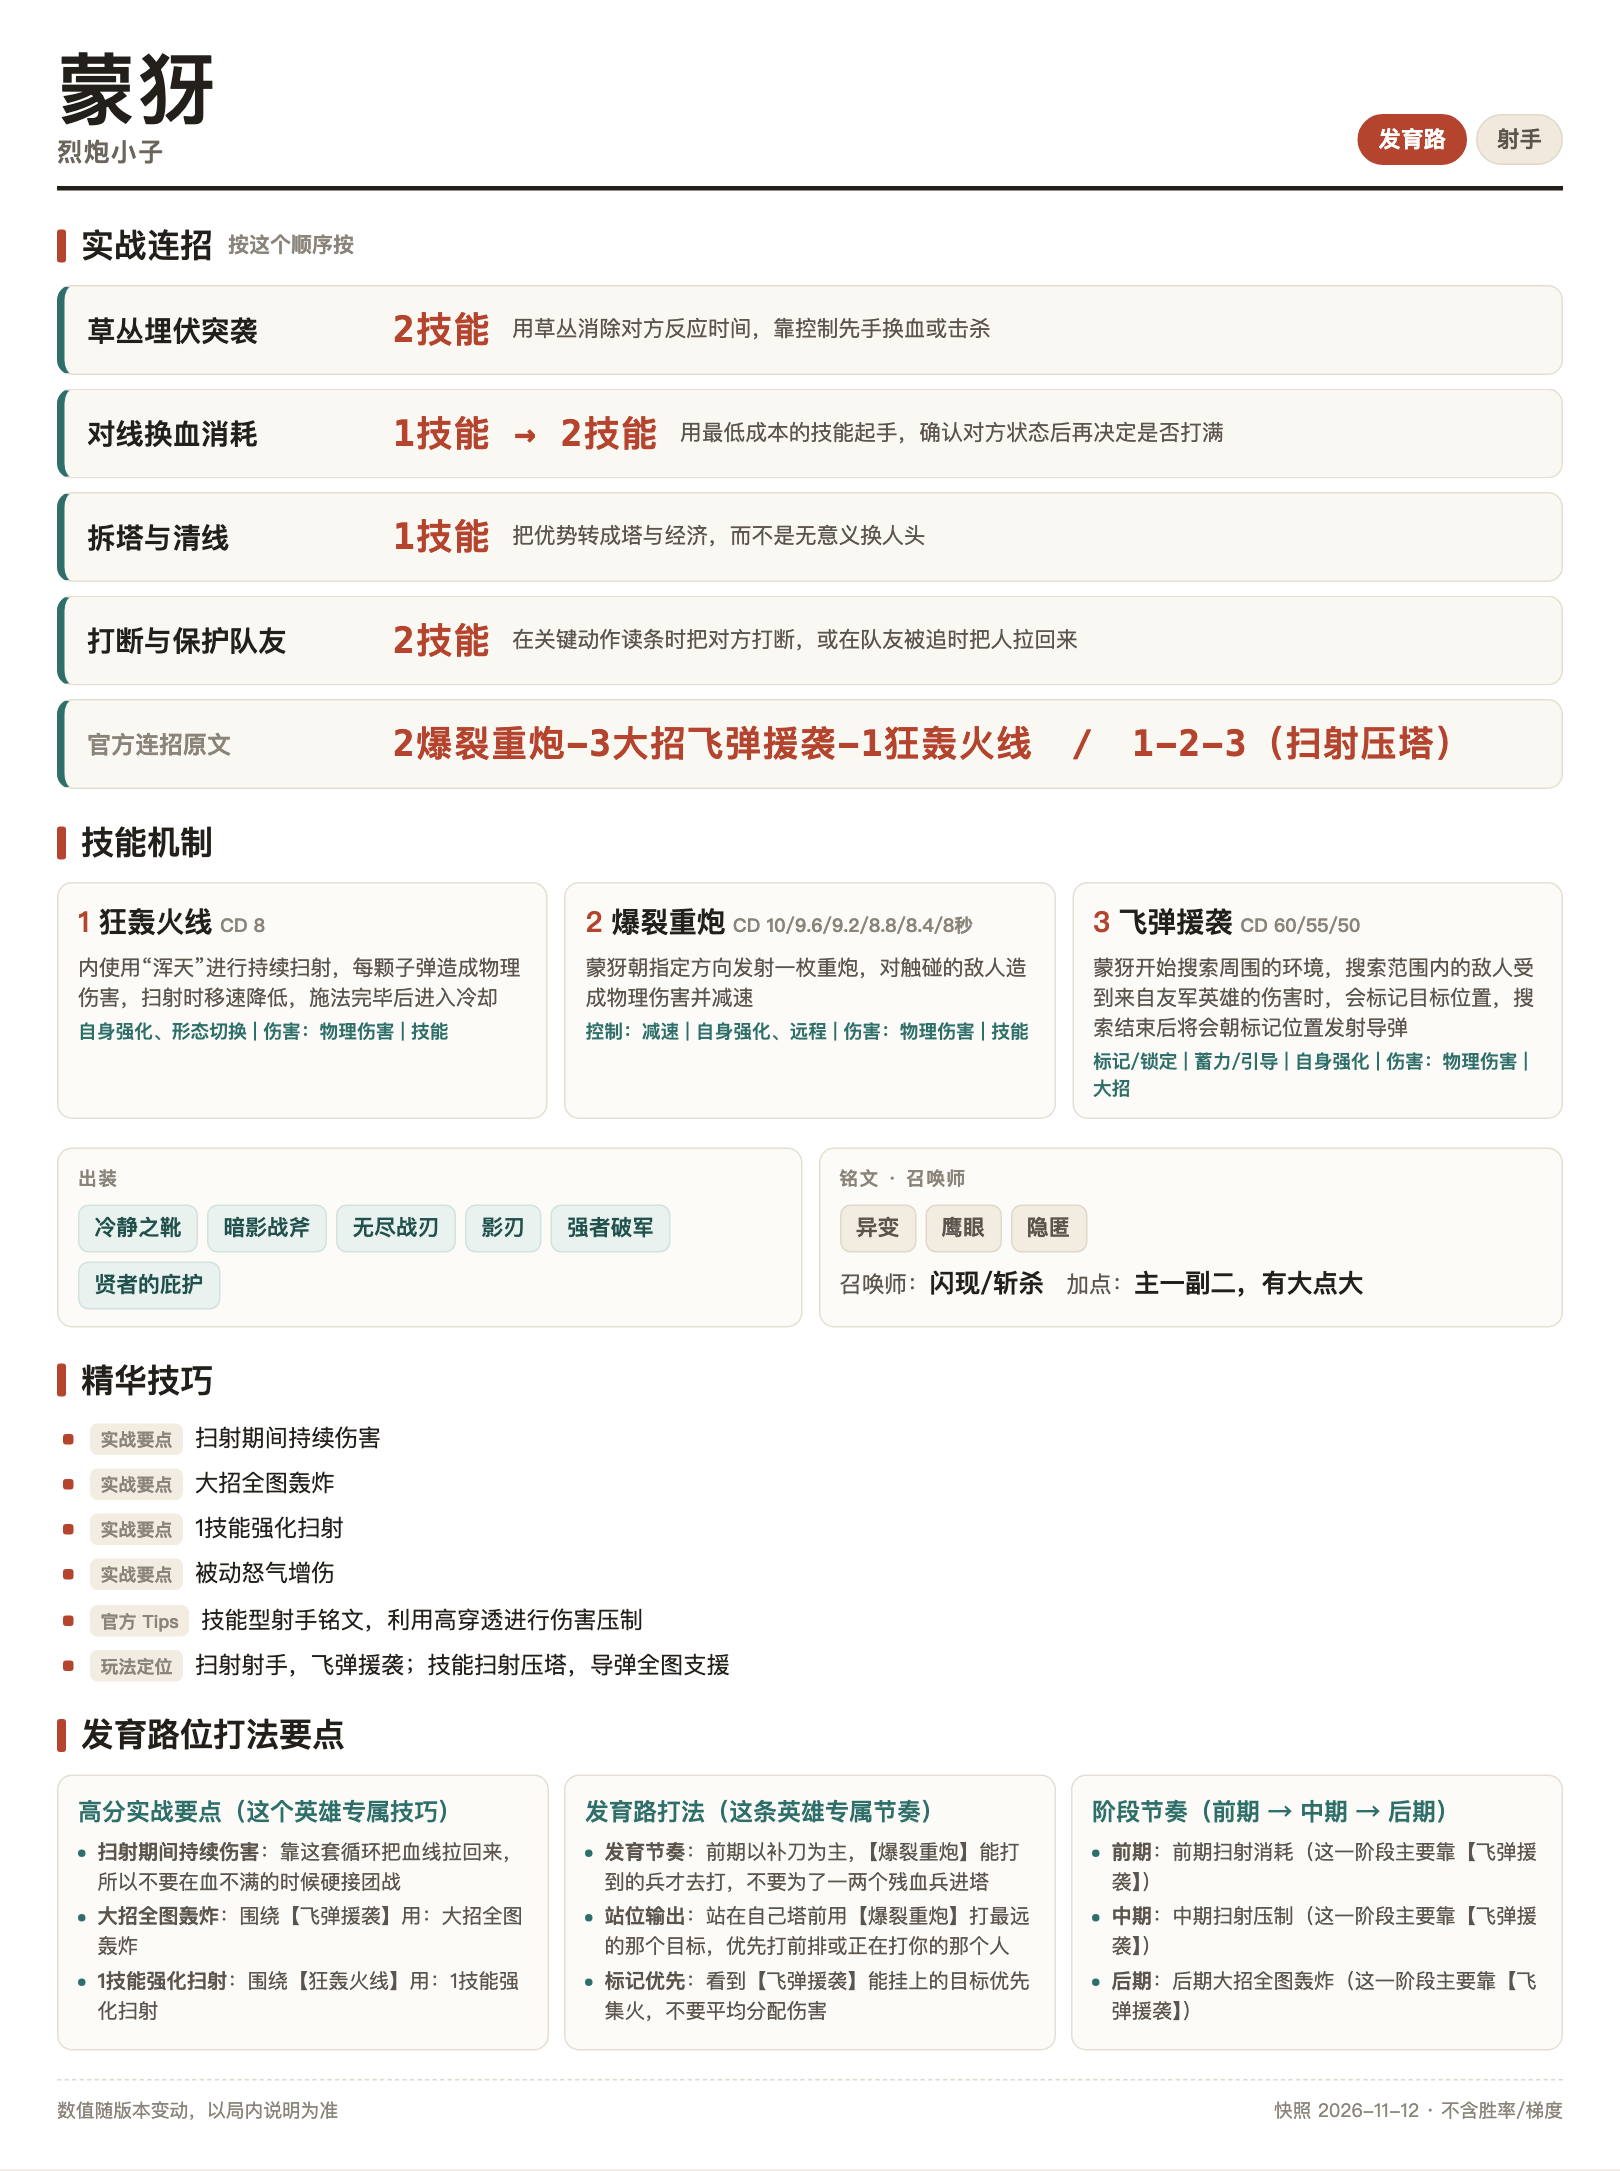 蒙犽
烈炮小子
发育路 射手
实战连招 按这个顺序按
草丛埋伏突袭 2技能 用草丛消除对方反应时间，靠控制先手换血或击杀
对线换血消耗 1技能 → 2技能 用最低成本的技能起手，确认对方状态后再决定是否打满
拆塔与清线 1技能 把优势转成塔与经济，而不是无意义换人头
打断与保护队友 2技能 在关键动作读条时把对方打断，或在队友被追时把人拉回来
官方连招原文 2爆裂重炮-3大招飞弹援袭-1狂轰火线 / 1-2-3（扫射压塔）
技能机制
1 狂轰火线 CD 8
内使用“浑天”进行持续扫射，每颗子弹造成物理
伤害，扫射时移速降低，施法完毕后进入冷却
自身强化、形态切换 | 伤害：物理伤害 | 技能
2 爆裂重炮 CD 10/9.6/9.2/8.8/8.4/8秒
蒙犽朝指定方向发射一枚重炮，对触碰的敌人造
成物理伤害并减速
控制：减速 | 自身强化、远程 | 伤害：物理伤害 | 技能
3 飞弹援袭 CD 60/55/50
蒙犽开始搜索周围的环境，搜索范围内的敌人受
到来自友军英雄的伤害时，会标记目标位置，搜
索结束后将会朝标记位置发射导弹
标记/锁定 | 蓄力/引导 | 自身强化 | 伤害：物理伤害 |
大招
出装
冷静之靴 暗影战斧 无尽战刃 影刃 强者破军
贤者的庇护
铭文 · 召唤师
异变 鹰眼 隐匿
召唤师：闪现/斩杀 加点：主一副二，有大点大
精华技巧
实战要点 扫射期间持续伤害
实战要点 大招全图轰炸
实战要点 1技能强化扫射
实战要点 被动怒气增伤
官方 Tips 技能型射手铭文，利用高穿透进行伤害压制
玩法定位 扫射射手，飞弹援袭；技能扫射压塔，导弹全图支援
发育路位打法要点
高分实战要点（这个英雄专属技巧）
扫射期间持续伤害：靠这套循环把血线拉回来，
所以不要在血不满的时候硬接团战
大招全图轰炸：围绕【飞弹援袭】用：大招全图
轰炸
1技能强化扫射：围绕【狂轰火线】用：1技能强
化扫射
发育路打法（这条英雄专属节奏）
发育节奏：前期以补刀为主，【爆裂重炮】能打
到的兵才去打，不要为了一两个残血兵进塔
站位输出：站在自己塔前用【爆裂重炮】打最远
的那个目标，优先打前排或正在打你的那个人
标记优先：看到【飞弹援袭】能挂上的目标优先
集火，不要平均分配伤害
阶段节奏（前期 → 中期 → 后期）
前期：前期扫射消耗（这一阶段主要靠【飞弹援
袭】）
中期：中期扫射压制（这一阶段主要靠【飞弹援
袭】）
后期：后期大招全图轰炸（这一阶段主要靠【飞
弹援袭】）
数值随版本变动，以局内说明为准
快照 2026-11-12 · 不含胜率/梯度